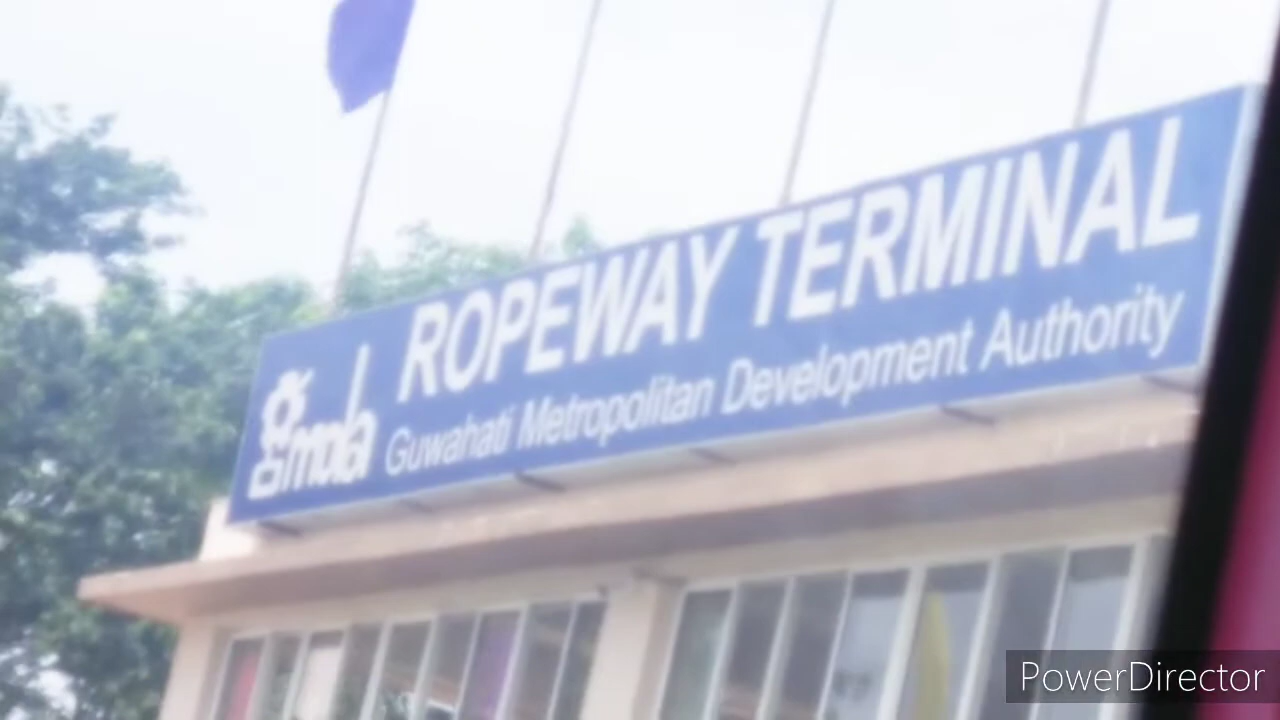 ROPEWAY TERMINAL
gmda Guwahati Metropolitan Development Authority
PowerDirector